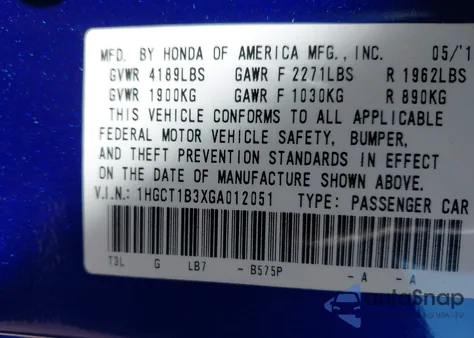 MFD. BY HONDA OF AMERICA MFG., INC. 05/1
GVWR 4189LBS GAWR F 2271LBS R 1962LBS
GVWR 1900KG GAWR F 1030KG R 890KG
THIS VEHICLE CONFORMS TO ALL APPLICABLE
FEDERAL MOTOR VEHICLE SAFETY, BUMPER,
AND THEFT PREVENTION STANDARDS IN EFFECT
ON THE DATE OF MANUFACTURE SHOWN ABOVE.
V.I.N.: 1HGCT1B3XGA012051 TYPE: PASSENGER CAR
T3L G LB7 - B575P - A - A
AutoSnap